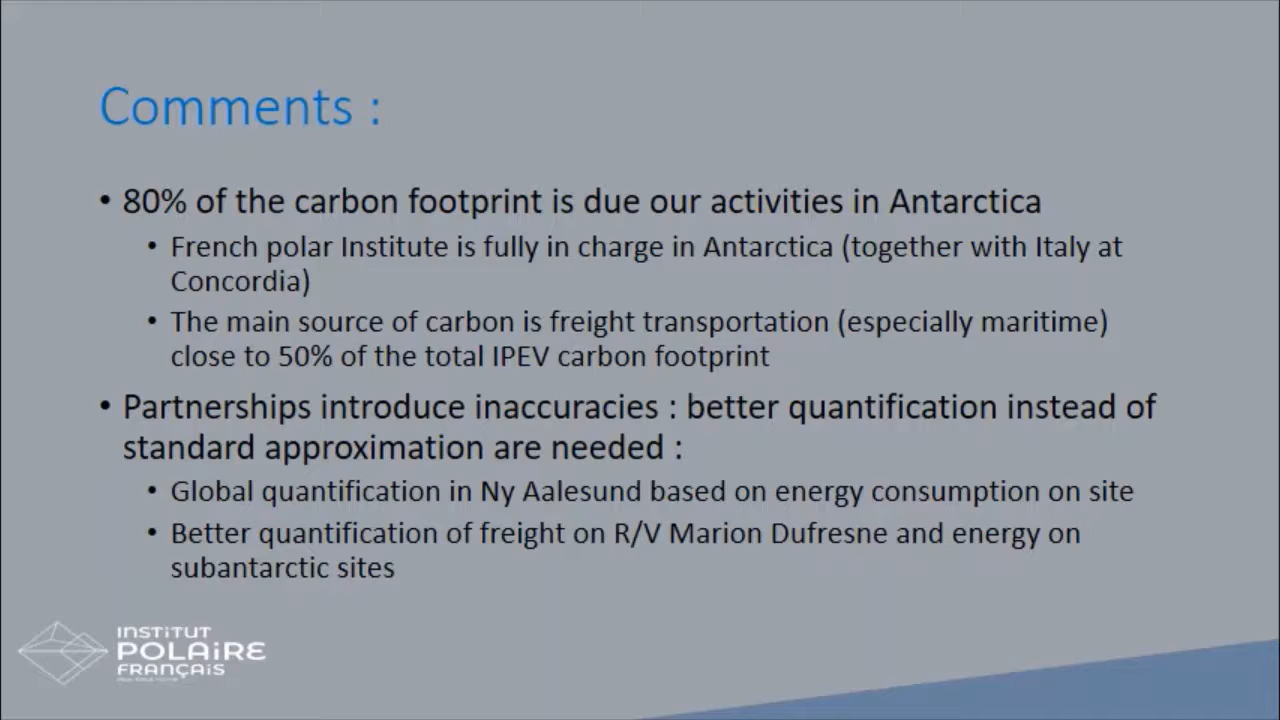 Comments :
• 80% of the carbon footprint is due our activities in Antarctica
• French polar Institute is fully in charge in Antarctica (together with Italy at
Concordia)
• The main source of carbon is freight transportation (especially maritime)
close to 50% of the total IPEV carbon footprint
• Partnerships introduce inaccuracies : better quantification instead of
standard approximation are needed :
• Global quantification in Ny Aalesund based on energy consumption on site
• Better quantification of freight on R/V Marion Dufresne and energy on
subantarctic sites
INSTiTUT
POLAiRE
FRANÇAiS